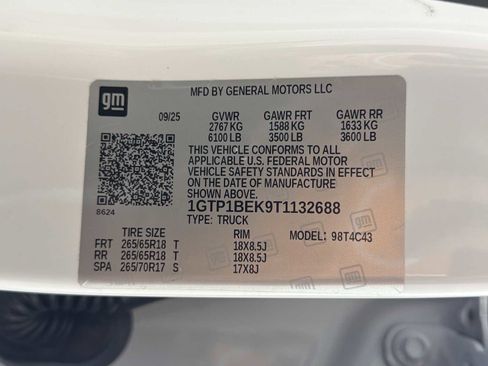 gm
MFD BY GENERAL MOTORS LLC
09/25 GVWR GAWR FRT GAWR RR
2767 KG 1588 KG 1633 KG
6100 LB 3500 LB 3600 LB
THIS VEHICLE CONFORMS TO ALL
APPLICABLE U.S. FEDERAL MOTOR
VEHICLE SAFETY STANDARDS IN EFFECT
ON THE DATE OF MANUFACTURE
SHOWN ABOVE.
8624 1GTP1BEK9T1132688
TYPE: TRUCK
TIRE SIZE RIM MODEL: 98T4C43
FRT 265/65R18 T 18X8.5J
RR 265/65R18 T 18X8.5J
SPA 265/70R17 S 17X8J